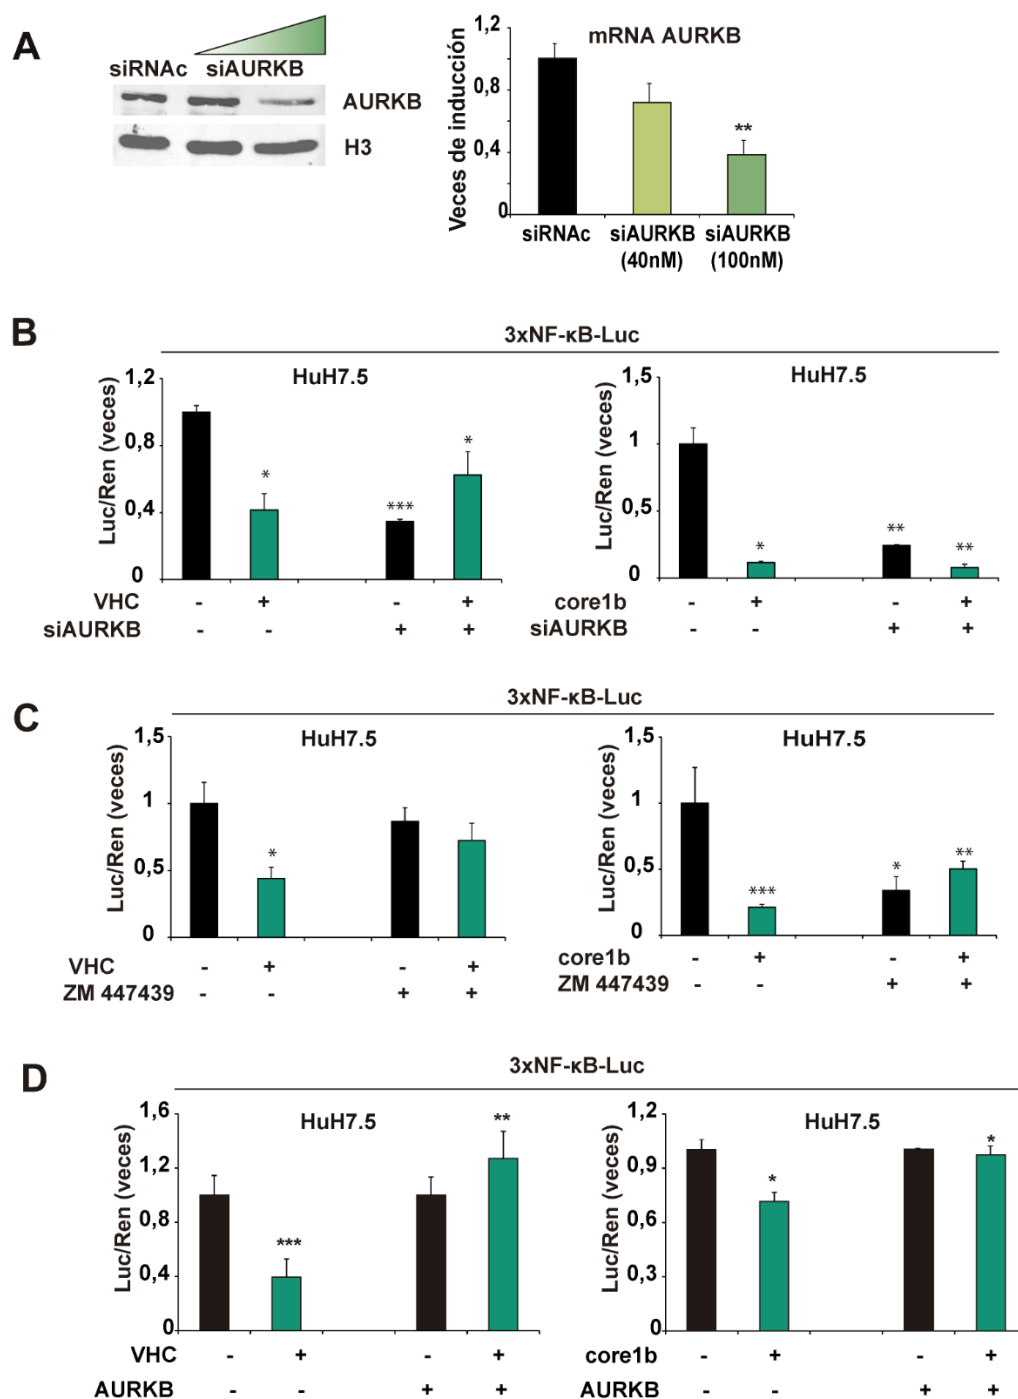 A
siRNAc siAURKB
AURKB
H3
mRNA AURKB
Veces de inducción
1,2
0,8
0,4
0
**
siRNAc siAURKB siAURKB
(40nM) (100nM)
B
3xNF-κB-Luc
HuH7.5
Luc/Ren (veces)
1,2
0,8
0,4
0
*
***
*
VHC - + - +
siAURKB - - + +
HuH7.5
Luc/Ren (veces)
1,5
1
0,5
0
*
**
**
core1b - + - +
siAURKB - - + +
C
3xNF-κB-Luc
HuH7.5
Luc/Ren (veces)
1,5
1
0,5
0
*
VHC - + - +
ZM 447439 - - + +
HuH7.5
Luc/Ren (veces)
1,5
1
0,5
0
***
*
**
core1b - + - +
ZM 447439 - - + +
D
3xNF-κB-Luc
HuH7.5
Luc/Ren (veces)
1,6
1,2
0,8
0,4
0
***
**
VHC - + - +
AURKB - - + +
HuH7.5
Luc/Ren (veces)
1,2
0,9
0,6
0,3
0
*
*
core1b - + - +
AURKB - - + +